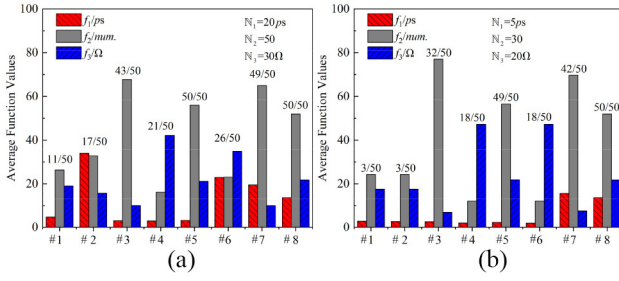 100
80
60
40
20
0
Average Function Values
f₁/ps
f₂/num.
f₃/Ω
ℕ₁=20ps
ℕ₂=50
ℕ₃=30Ω
11/50 17/50 43/50 21/50 50/50 26/50 49/50 50/50
#1 #2 #3 #4 #5 #6 #7 #8
(a)
100
80
60
40
20
0
Average Function Values
f₁/ps
f₂/num.
f₃/Ω
ℕ₁=5ps
ℕ₂=30
ℕ₃=20Ω
3/50 3/50 32/50 18/50 49/50 18/50 42/50 50/50
#1 #2 #3 #4 #5 #6 #7 #8
(b)